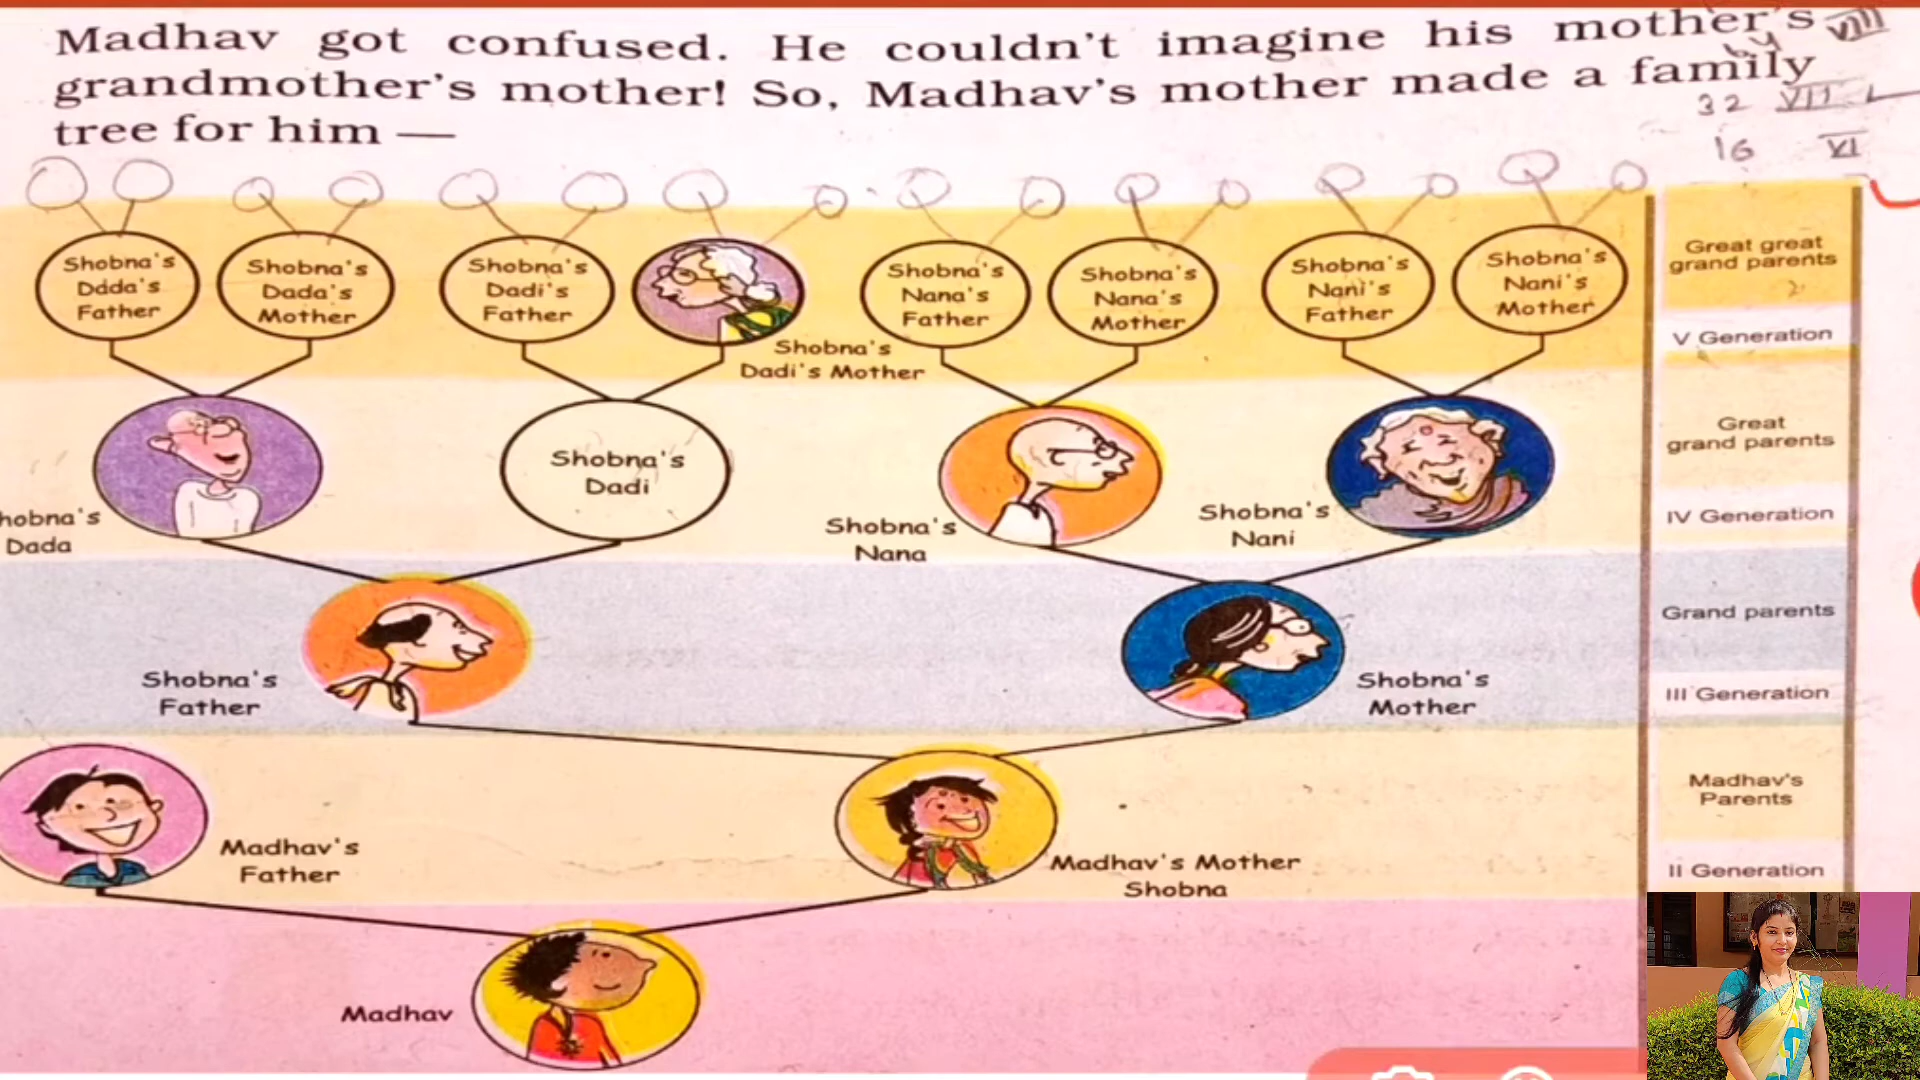 Madhav got confused. He couldn't imagine his mother's
grandmother's mother! So, Madhav's mother made a family
tree for him —
by VIII
32 VII
16 VI
Shobna's
Ddda's
Father
Shobna's
Dada's
Mother
Shobna's
Dadi's
Father
Shobna's
Dadi's Mother
Shobna's
Nana's
Father
Shobna's
Nana's
Mother
Shobna's
Nani's
Father
Shobna's
Nani's
Mother
Great great
grand parents
V Generation
hobna's
Dada
Shobna's
Dadi
Shobna's
Nana
Shobna's
Nani
Great
grand parents
IV Generation
Shobna's
Father
Shobna's
Mother
Grand parents
III Generation
Madhav's
Father
Madhav's Mother
Shobna
Madhav's
Parents
II Generation
Madhav